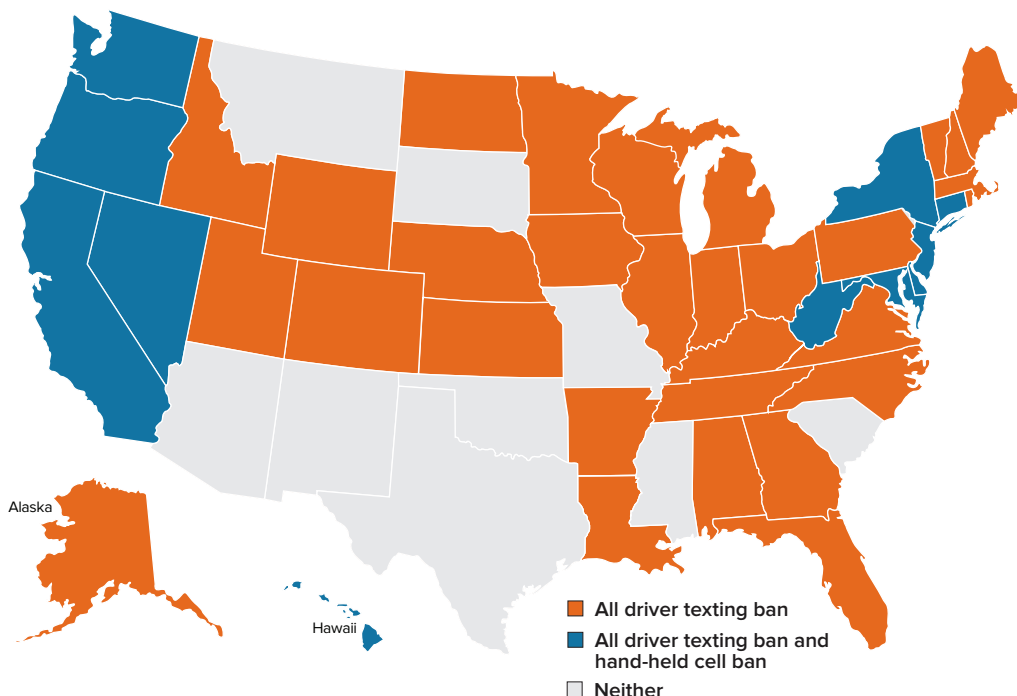 Alaska
Hawaii
All driver texting ban
All driver texting ban and
hand-held cell ban
Neither